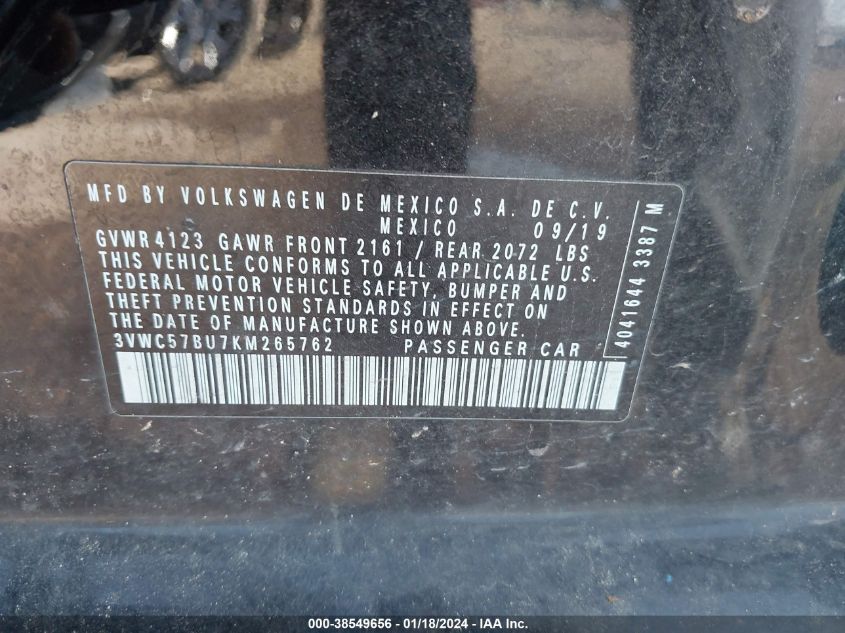 MFD BY VOLKSWAGEN DE MEXICO S.A. DE C.V.
MEXICO 09/19
GVWR 4123 GAWR FRONT 2161 / REAR 2072 LBS
THIS VEHICLE CONFORMS TO ALL APPLICABLE U.S.
FEDERAL MOTOR VEHICLE SAFETY, BUMPER AND
THEFT PREVENTION STANDARDS IN EFFECT ON
THE DATE OF MANUFACTURE SHOWN ABOVE.
3VWC57BU7KM265762 PASSENGER CAR
4041644 3387 M
000-38549656 - 01/18/2024 - IAA Inc.